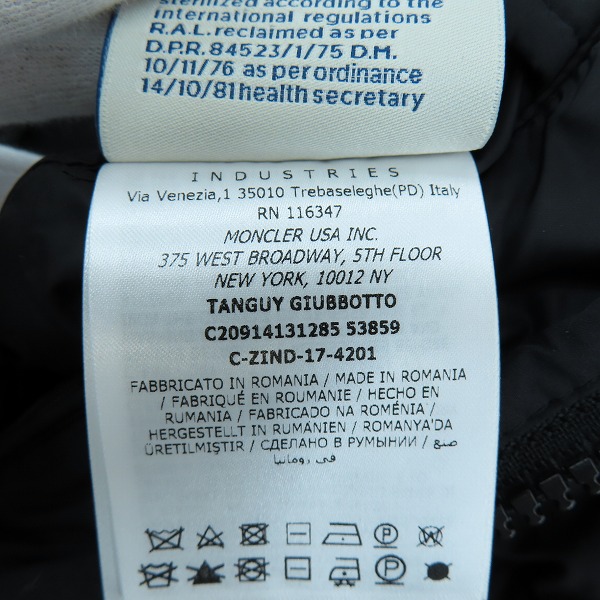 sterilized according to the
international regulations
R.A.L. reclaimed as per
D.P.R. 84523/1/75 D.M.
10/11/76 as per ordinance
14/10/81 health secretary
INDUSTRIES
Via Venezia,1 35010 Trebaseleghe(PD) Italy
RN 116347
MONCLER USA INC.
375 WEST BROADWAY, 5TH FLOOR
NEW YORK, 10012 NY
TANGUY GIUBBOTTO
C20914131285 53859
C-ZIND-17-4201
FABBRICATO IN ROMANIA / MADE IN ROMANIA
/ FABRIQUÉ EN ROUMANIE / HECHO EN
RUMANIA / FABRICADO NA ROMÉNIA /
HERGESTELLT IN RUMÄNIEN / ROMANYA'DA
ÜRETILMIŞTIR / СДЕЛАНО В РУМЫНИИ / صنع
في رومانيا
P W
P